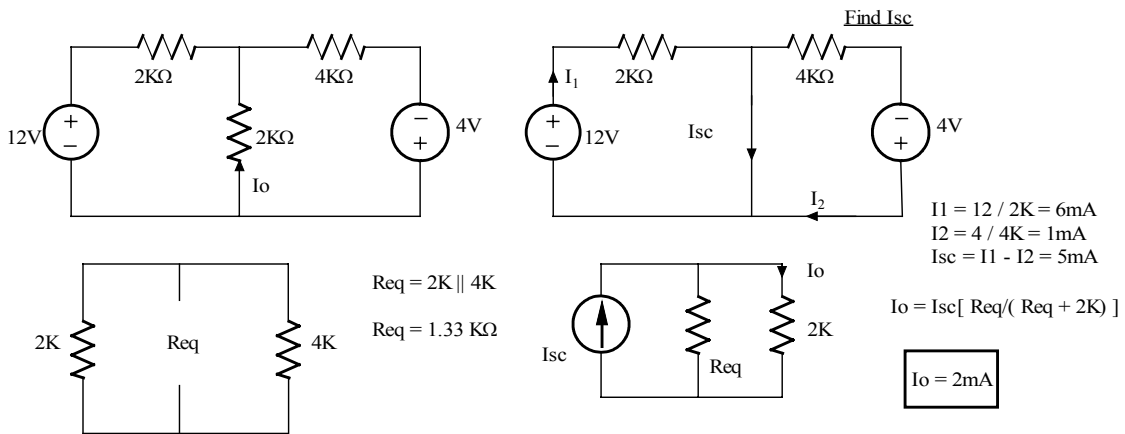 Find Isc
2KΩ
4KΩ
12V
+
−
2KΩ
−
+
4V
Io
I₁
2KΩ
4KΩ
+
−
12V
Isc
−
+
4V
I₂
I1 = 12 / 2K = 6mA
I2 = 4 / 4K = 1mA
Isc = I1 - I2 = 5mA
2K
Req
4K
Req = 2K || 4K
Req = 1.33 KΩ
Isc
Req
Io
2K
Io = Isc[ Req/( Req + 2K) ]
Io = 2mA